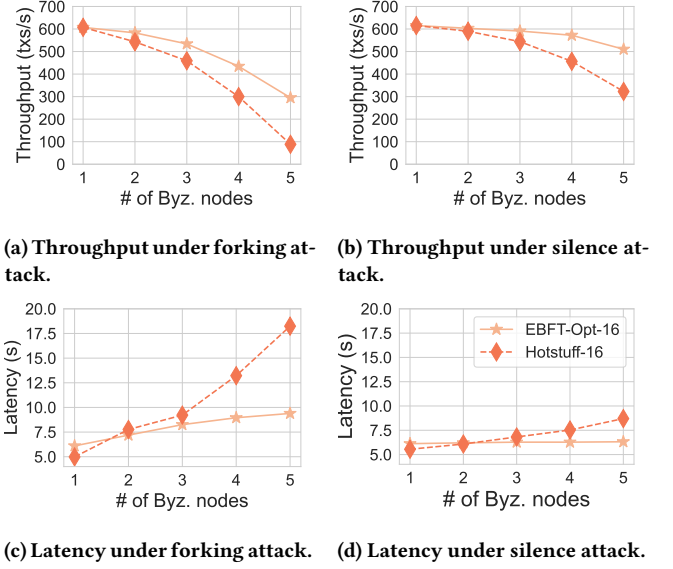 700
600
500
400
300
200
100
0
Throughput (txs/s)
1 2 3 4 5
# of Byz. nodes
700
600
500
400
300
200
100
0
Throughput (txs/s)
1 2 3 4 5
# of Byz. nodes
(a) Throughput under forking at-
tack.
(b) Throughput under silence at-
tack.
20.0
17.5
15.0
12.5
10.0
7.5
5.0
Latency (s)
1 2 3 4 5
# of Byz. nodes
20.0
17.5
15.0
12.5
10.0
7.5
5.0
Latency (s)
EBFT-Opt-16
Hotstuff-16
1 2 3 4 5
# of Byz. nodes
(c) Latency under forking attack.
(d) Latency under silence attack.